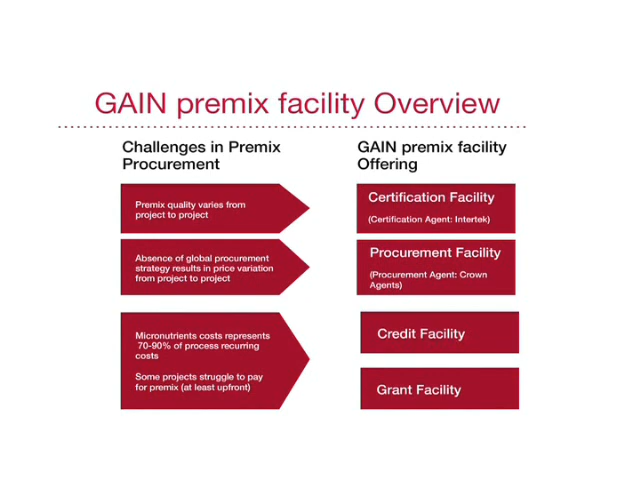 GAIN premix facility Overview
Challenges in Premix
Procurement
GAIN premix facility
Offering
Premix quality varies from
project to project
Certification Facility
(Certification Agent: Intertek)
Absence of global procurement
strategy results in price variation
from project to project
Procurement Facility
(Procurement Agent: Crown
Agents)
Micronutrients costs represents
70-90% of process recurring
costs
Some projects struggle to pay
for premix (at least upfront)
Credit Facility
Grant Facility